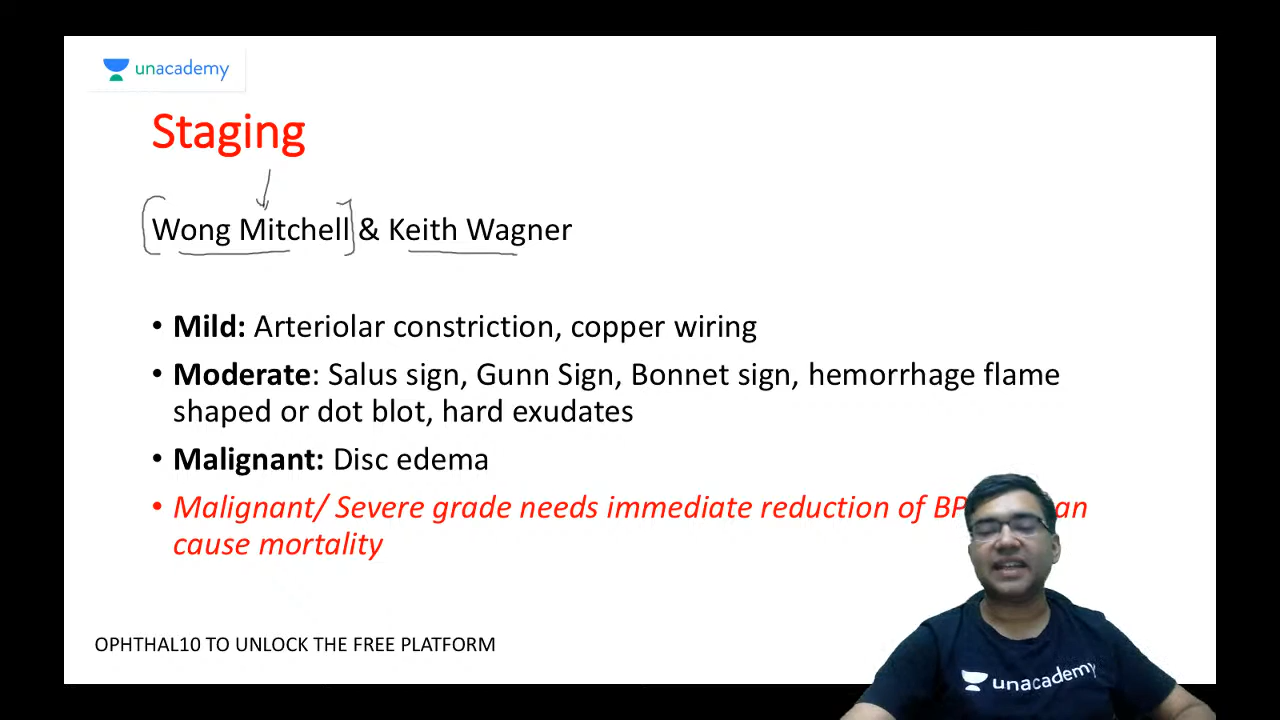 unacademy
Staging
Wong Mitchell & Keith Wagner
• Mild: Arteriolar constriction, copper wiring
• Moderate: Salus sign, Gunn Sign, Bonnet sign, hemorrhage flame
shaped or dot blot, hard exudates
• Malignant: Disc edema
• Malignant/ Severe grade needs immediate reduction of BP an
cause mortality
OPHTHAL10 TO UNLOCK THE FREE PLATFORM
unacademy